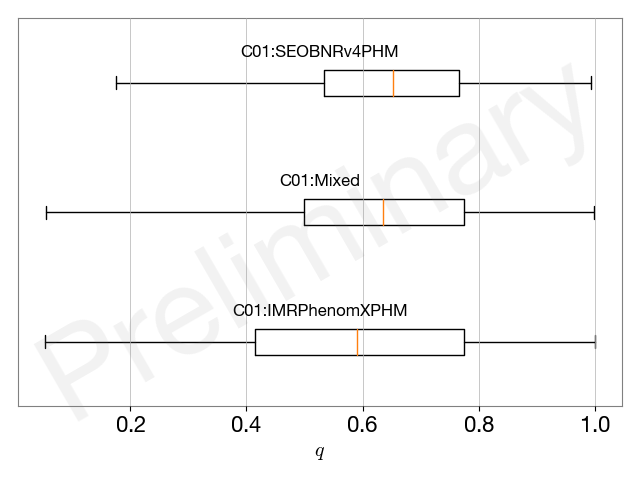 C01:SEOBNRv4PHM
C01:Mixed
C01:IMRPhenomXPHM
Preliminary
0.2 0.4 0.6 0.8 1.0
q